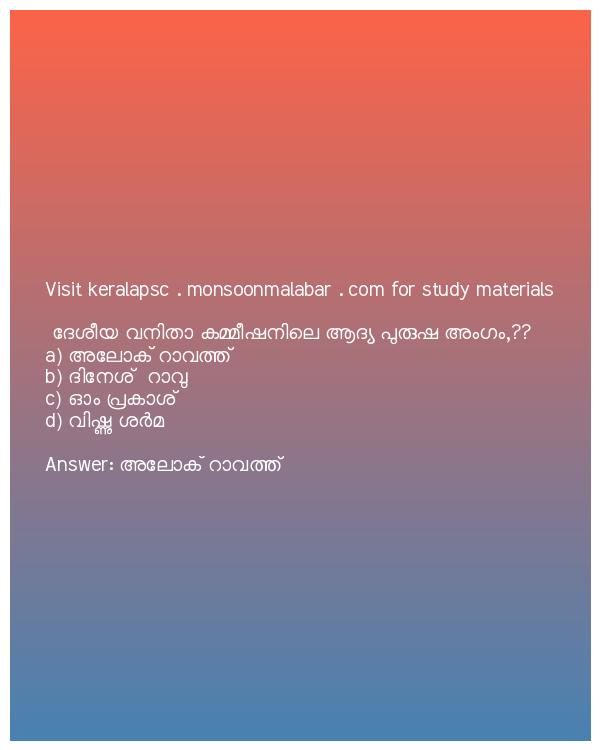 Visit keralapsc . monsoonmalabar . com for study materials
ദേശീയ വനിതാ കമ്മീഷനിലെ ആദ്യ പുരുഷ അംഗം,??
a) അലോക് റാവത്ത്
b) ദിനേശ്  റാവു
c) ഓം പ്രകാശ്
d) വിഷ്ണു ശർമ
Answer: അലോക് റാവത്ത്